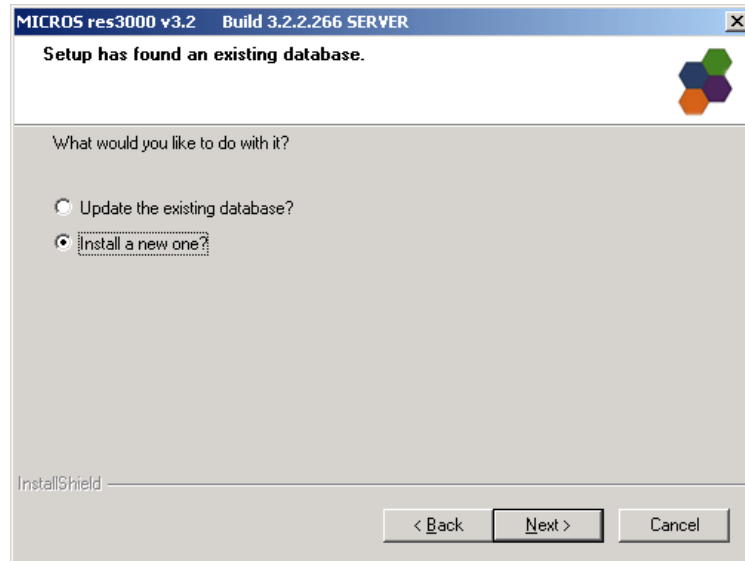 MICROS res3000 v3.2 Build 3.2.2.266 SERVER
Setup has found an existing database.
What would you like to do with it?
Update the existing database?
Install a new one?
InstallShield
< Back Next > Cancel